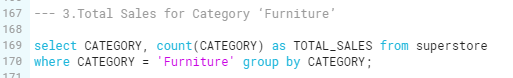 167 --- 3.Total Sales for Category 'Furniture'
168
169 select CATEGORY, count(CATEGORY) as TOTAL_SALES from superstore
170 where CATEGORY = 'Furniture' group by CATEGORY;